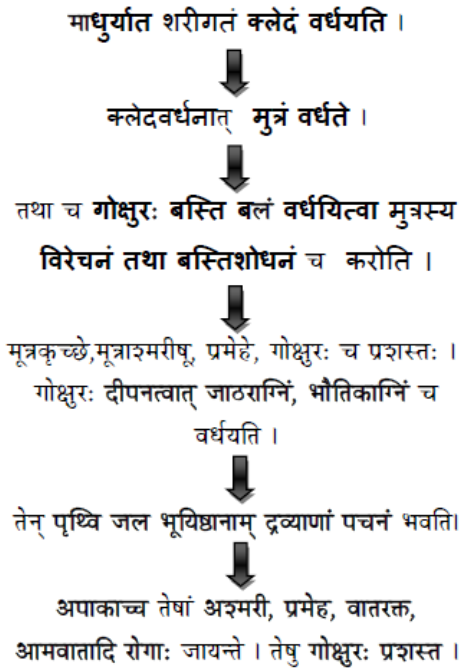 माधुर्यात शरीगतं क्लेदं वर्धयति ।
क्लेदवर्धनात् मुत्रं वर्धते ।
तथा च गोक्षुरः बस्ति बलं वर्धयित्वा मुत्रस्य
विरेचनं तथा बस्तिशोधनं च करोति ।
मूत्रकृच्छे,मूत्राश्मरीषू, प्रमेहे, गोक्षुरः च प्रशस्तः ।
गोक्षुरः दीपनत्वात् जाठराग्निं, भौतिकाग्निं च
वर्धयति ।
तेन् पृथ्वि जल भूयिष्ठानाम् द्रव्याणां पचनं भवति।
अपाकाच्च तेषां अश्मरी, प्रमेह, वातरक्त,
आमवातादि रोगाः जायन्ते । तेषु गोक्षुरः प्रशस्त ।